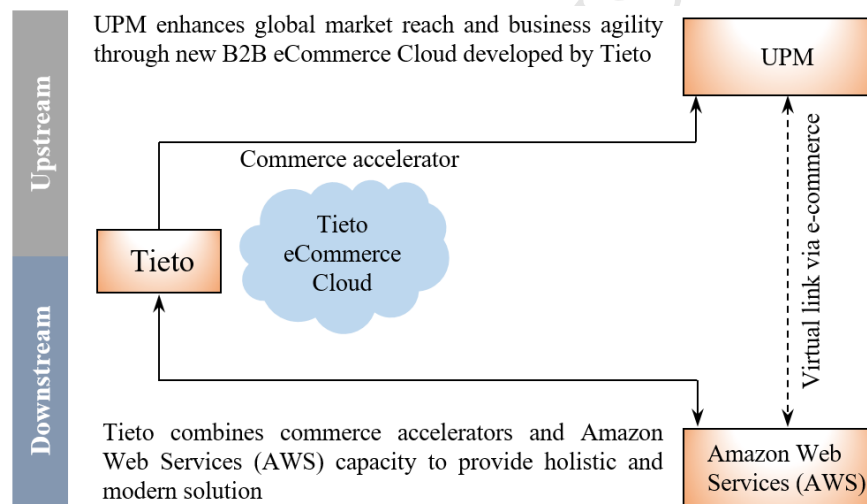 UPM enhances global market reach and business agility
through new B2B eCommerce Cloud developed by Tieto
UPM
Upstream
Commerce accelerator
Tieto
eCommerce
Cloud
Tieto
Virtual link via e-commerce
Downstream
Tieto combines commerce accelerators and Amazon
Web Services (AWS) capacity to provide holistic and
modern solution
Amazon Web
Services (AWS)